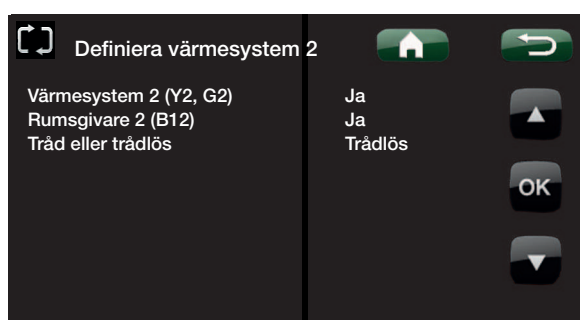 Definiera värmesystem 2
Värmesystem 2 (Y2, G2) Ja
Rumsgivare 2 (B12) Ja
Tråd eller trådlös Trådlös
OK